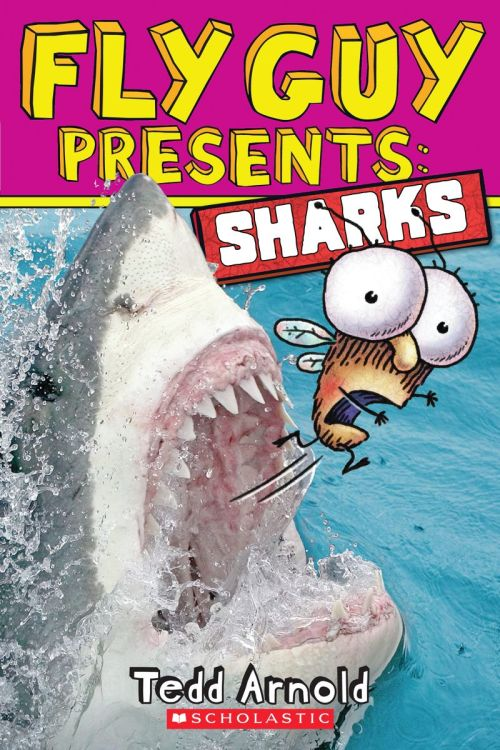 FLY GUY
PRESENTS:
SHARKS
Tedd Arnold
SCHOLASTIC